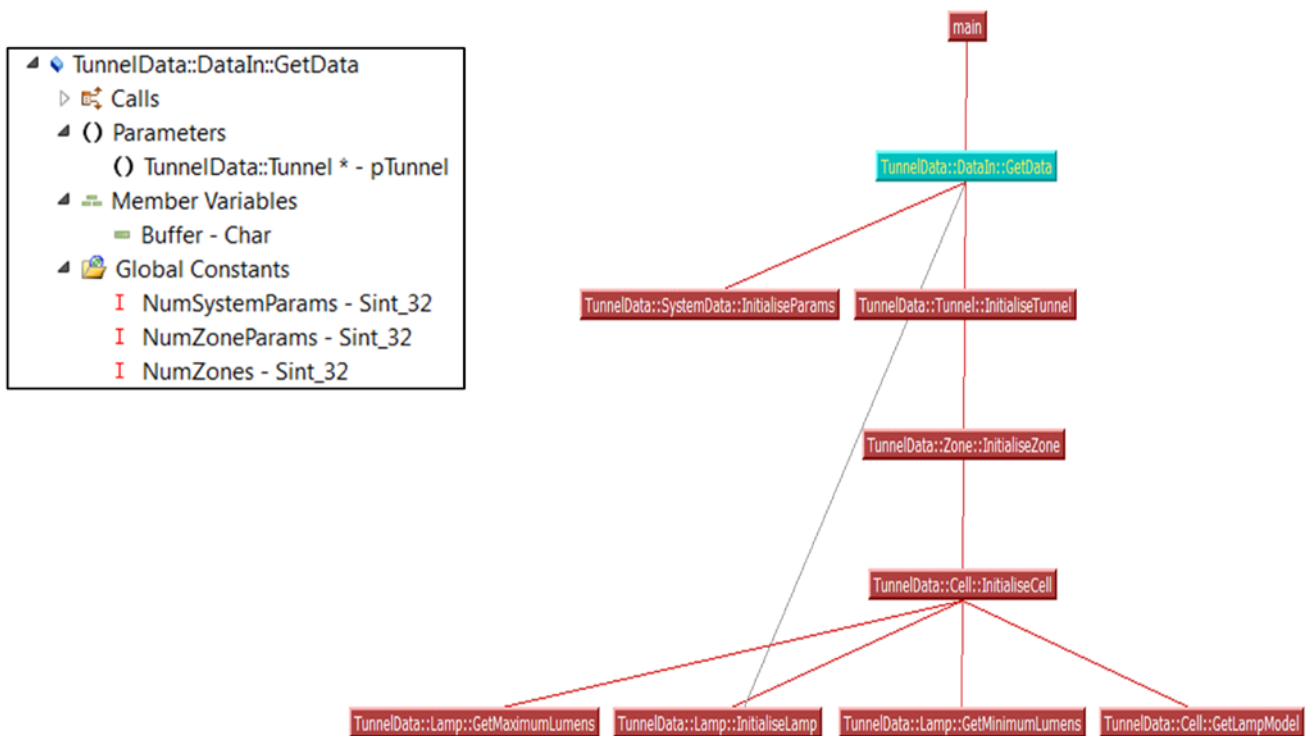 TunnelData::DataIn::GetData
Calls
() Parameters
() TunnelData::Tunnel * - pTunnel
Member Variables
Buffer - Char
Global Constants
I NumSystemParams - Sint_32
I NumZoneParams - Sint_32
I NumZones - Sint_32
main
TunnelData::DataIn::GetData
TunnelData::SystemData::InitialiseParams
TunnelData::Tunnel::InitialiseTunnel
TunnelData::Zone::InitialiseZone
TunnelData::Cell::InitialiseCell
TunnelData::Lamp::GetMaximumLumens
TunnelData::Lamp::InitialiseLamp
TunnelData::Lamp::GetMinimumLumens
TunnelData::Cell::GetLampModel